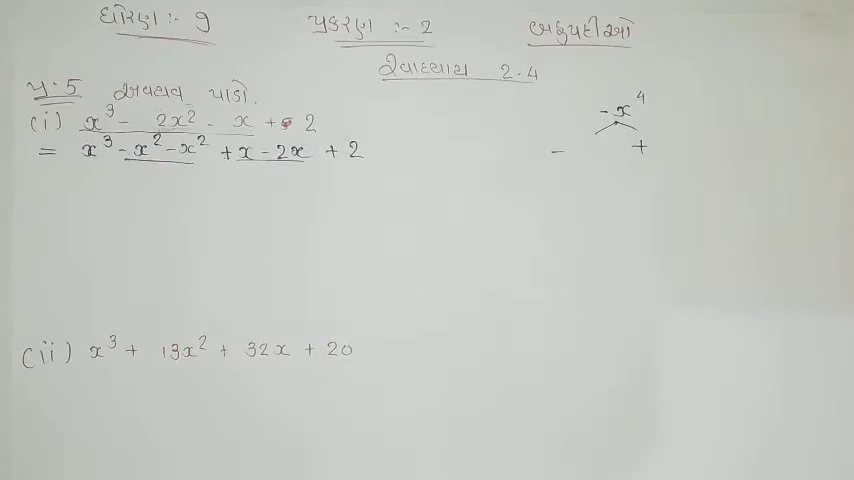 ધોરણ :- 9 પ્રકરણ :- 2 બહુપદીઓ
સ્વાધ્યાય 2.4
પ્ર.5 અવયવ પાડો.
(i) x³ - 2x² - x + 2
= x³ - x² - x² + x - 2x + 2
- x⁴
- +
(ii) x³ + 13x² + 32x + 20